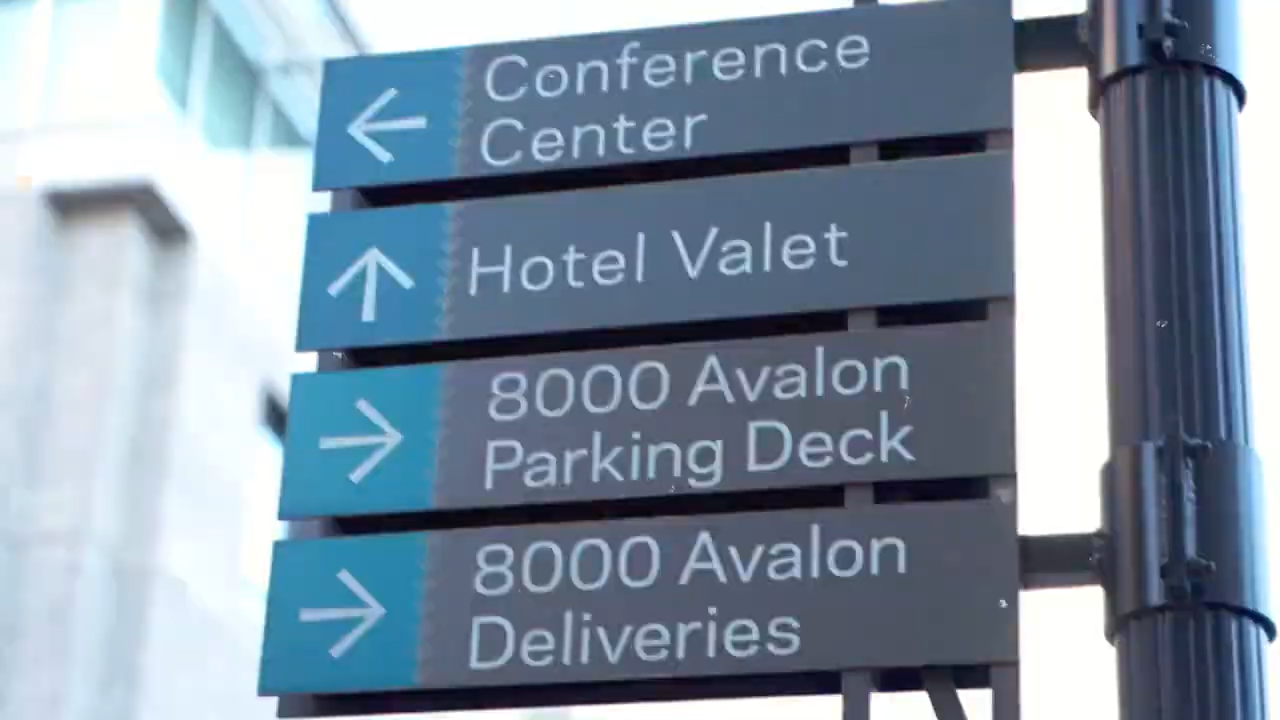 Conference
Center
Hotel Valet
8000 Avalon
Parking Deck
8000 Avalon
Deliveries